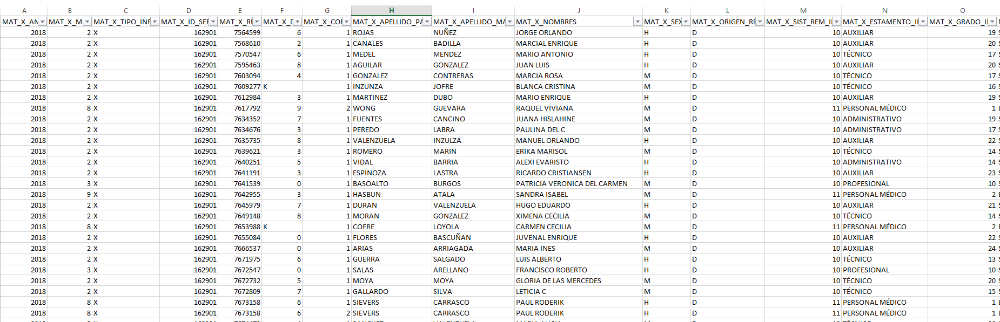 A B C D E F G H I J K L M N O
MAT_X_AN MAT_X_M MAT_X_TIPO_INF MAT_X_ID_SER MAT_X_RU MAT_X_D MAT_X_COR MAT_X_APELLIDO_PA MAT_X_APELLIDO_MA MAT_X_NOMBRES MAT_X_SEX MAT_X_ORIGEN_RE MAT_X_SIST_REM_I MAT_X_ESTAMENTO_I MAT_X_GRADO_I
2018 2 X 162901 7564599 6 1 ROJAS NUÑEZ JORGE ORLANDO H D 10 AUXILIAR 19
2018 2 X 162901 7568610 2 1 CANALES BADILLA MARCIAL ENRIQUE H D 10 AUXILIAR 20
2018 2 X 162901 7570547 6 1 MEDEL MENDEZ MARIO ANTONIO H D 10 TÉCNICO 17
2018 2 X 162901 7595463 8 1 AGUILAR GONZALEZ JUAN LUIS H D 10 AUXILIAR 20
2018 2 X 162901 7603094 4 1 GONZALEZ CONTRERAS MARCIA ROSA M D 10 TÉCNICO 17
2018 2 X 162901 7609277 K 1 INZUNZA JOFRE BLANCA CRISTINA M D 10 TÉCNICO 16
2018 2 X 162901 7612984 3 1 MARTINEZ DUBO MARIO ENRIQUE H D 10 AUXILIAR 19
2018 8 X 162901 7617792 9 2 WONG GUEVARA RAQUEL VIVIANA M D 11 PERSONAL MÉDICO 1
2018 2 X 162901 7634352 7 1 FUENTES CANCINO JUANA HISLAHINE M D 10 ADMINISTRATIVO 19
2018 2 X 162901 7634676 3 1 PEREDO LABRA PAULINA DEL C M D 10 ADMINISTRATIVO 17
2018 2 X 162901 7635735 8 1 VALENZUELA INZULZA MANUEL ORLANDO H D 10 AUXILIAR 22
2018 2 X 162901 7639621 3 1 ROMERO MARIN ERIKA MARISOL M D 10 TÉCNICO 14
2018 2 X 162901 7640251 5 1 VIDAL BARRIA ALEXI EVARISTO H D 10 ADMINISTRATIVO 14
2018 2 X 162901 7641191 3 1 ESPINOZA LASTRA RICARDO CRISTIANSEN H D 10 AUXILIAR 23
2018 3 X 162901 7641539 0 1 BASOALTO BURGOS PATRICIA VERONICA DEL CARMEN M D 10 PROFESIONAL 10
2018 9 X 162901 7642955 3 1 HASBUN ATALA SANDRA ISABEL M D 11 PERSONAL MÉDICO 2
2018 2 X 162901 7645979 7 1 DURAN VALENZUELA HUGO EDUARDO H D 10 AUXILIAR 21
2018 2 X 162901 7649148 8 1 MORAN GONZALEZ XIMENA CECILIA M D 10 TÉCNICO 14
2018 8 X 162901 7653988 K 1 COFRE LOYOLA CARMEN CECILIA M D 11 PERSONAL MÉDICO 2
2018 2 X 162901 7655084 0 1 FLORES BASCUÑAN JUVENAL ENRIQUE H D 10 AUXILIAR 22
2018 2 X 162901 7666537 0 1 ARIAS ARRIAGADA MARIA INES M D 10 AUXILIAR 24
2018 2 X 162901 7671975 6 1 GUERRA SALGADO LUIS ALBERTO H D 10 TÉCNICO 13
2018 3 X 162901 7672547 0 1 SALAS ARELLANO FRANCISCO ROBERTO H D 10 PROFESIONAL 10
2018 2 X 162901 7672732 5 1 MOYA MOYA GLORIA DE LAS MERCEDES M D 10 TÉCNICO 20
2018 2 X 162901 7672809 7 1 GALLARDO SILVA LETICIA C M D 10 TÉCNICO 15
2018 8 X 162901 7673158 6 1 SIEVERS CARRASCO PAUL RODERIK H D 11 PERSONAL MÉDICO 1
2018 8 X 162901 7673158 6 2 SIEVERS CARRASCO PAUL RODERIK H D 11 PERSONAL MÉDICO 1